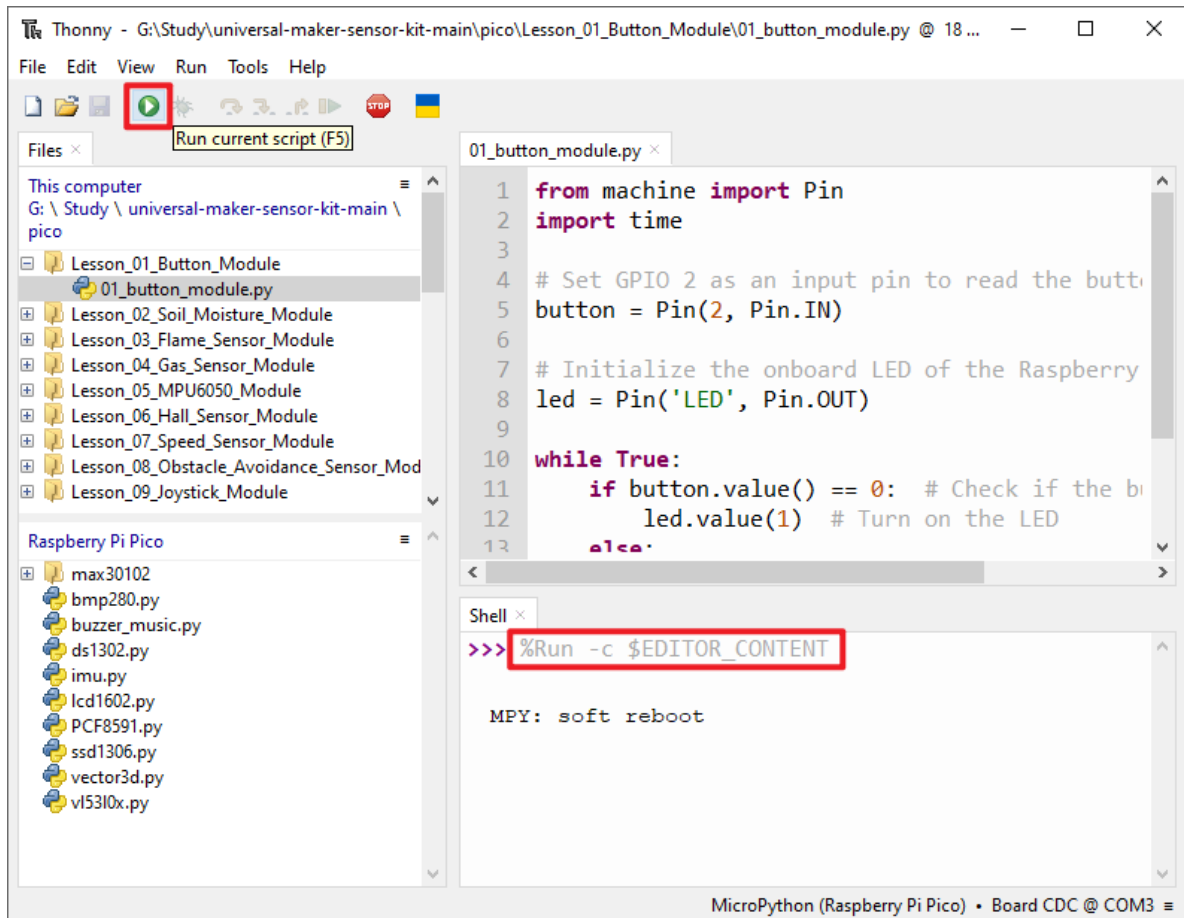 Thonny - G:\Study\universal-maker-sensor-kit-main\pico\Lesson_01_Button_Module\01_button_module.py @ 18 ...
File Edit View Run Tools Help
STOP
Run current script (F5)
Files
This computer
G: \ Study \ universal-maker-sensor-kit-main \
pico
Lesson_01_Button_Module
01_button_module.py
Lesson_02_Soil_Moisture_Module
Lesson_03_Flame_Sensor_Module
Lesson_04_Gas_Sensor_Module
Lesson_05_MPU6050_Module
Lesson_06_Hall_Sensor_Module
Lesson_07_Speed_Sensor_Module
Lesson_08_Obstacle_Avoidance_Sensor_Mod
Lesson_09_Joystick_Module
Raspberry Pi Pico
max30102
bmp280.py
buzzer_music.py
ds1302.py
imu.py
lcd1602.py
PCF8591.py
ssd1306.py
vector3d.py
vl53l0x.py
01_button_module.py
1 from machine import Pin
2 import time
3
4 # Set GPIO 2 as an input pin to read the butt
5 button = Pin(2, Pin.IN)
6
7 # Initialize the onboard LED of the Raspberry
8 led = Pin('LED', Pin.OUT)
9
10 while True:
11 if button.value() == 0: # Check if the b
12 led.value(1) # Turn on the LED
13 else:
Shell
>>> %Run -c $EDITOR_CONTENT
MPY: soft reboot
MicroPython (Raspberry Pi Pico) • Board CDC @ COM3